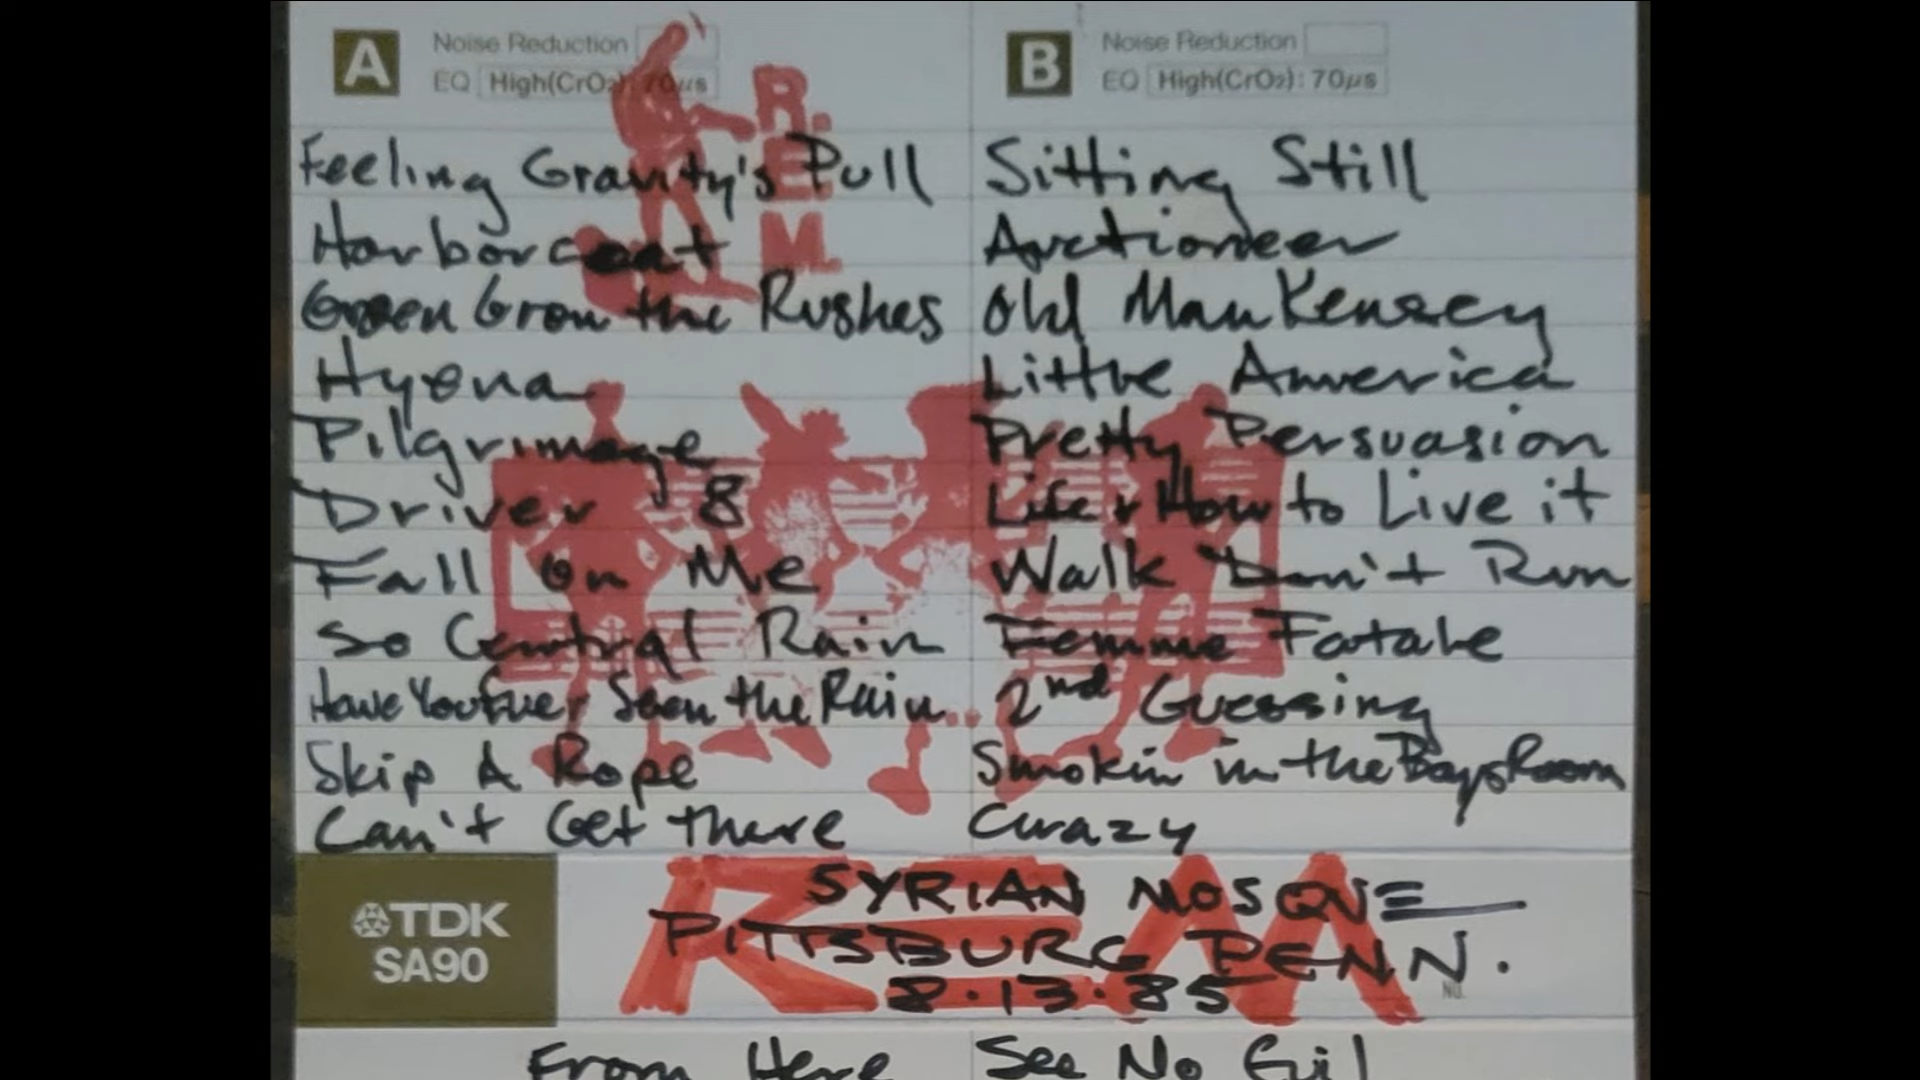 A
Noise Reduction
EQ High(CrO2): 70µs
R.
E.
M.
Feeling Gravity's Pull
Harborcoat
Green Grow the Rushes
Hyena
Pilgrimage
Driver 8
Fall on Me
So Central Rain
Have You Ever Seen the Rain
Skip A Rope
Can't Get there
B
Noise Reduction
EQ High(CrO2): 70µs
Sitting Still
Auctioneer
Old Man Kensey
Little America
Pretty Persuasion
Life + How to Live it
Walk Don't Run
Femme Fatale
2nd Guessing
Smokin in the Boys Room
Crazy
TDK
SA90
REM
SYRIAN MOSQUE
PITTSBURG PENN.
8.13.85
NO.
From Here
See No Evil